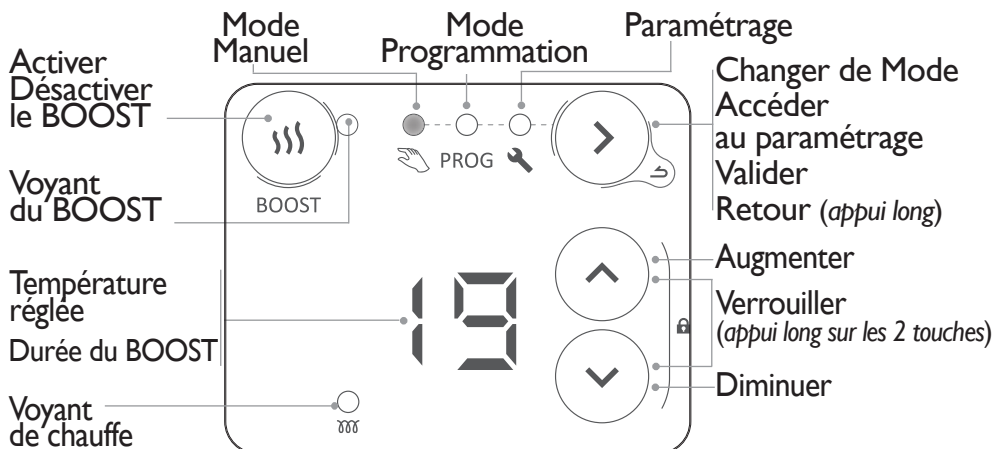 Mode
Manuel
Mode
Programmation
Paramétrage
Activer
Désactiver
le BOOST
Changer de Mode
Accéder
au paramétrage
Valider
Retour (appui long)
PROG
BOOST
Voyant
du BOOST
Température
réglée
Durée du BOOST
19
Augmenter
Verrouiller
(appui long sur les 2 touches)
Diminuer
Voyant
de chauffe